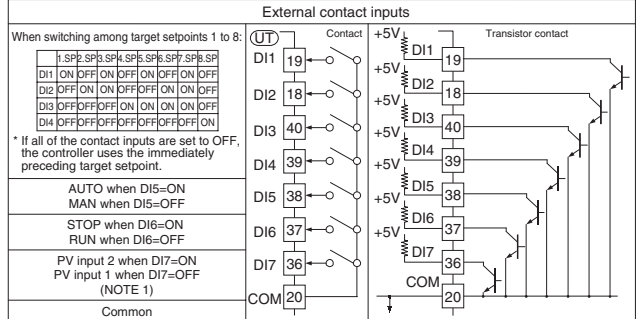 External contact inputs
When switching among target setpoints 1 to 8:
1.SP 2.SP 3.SP 4.SP 5.SP 6.SP 7.SP 8.SP
DI1 ON OFF ON OFF ON OFF ON OFF
DI2 OFF ON ON OFF OFF ON ON OFF
DI3 OFF OFF OFF ON ON ON ON OFF
DI4 OFF OFF OFF OFF OFF OFF OFF ON
* If all of the contact inputs are set to OFF,
the controller uses the immediately
preceding target setpoint.
AUTO when DI5=ON
MAN when DI5=OFF
STOP when DI6=ON
RUN when DI6=OFF
PV input 2 when DI7=ON
PV input 1 when DI7=OFF
(NOTE 1)
Common
UT
Contact
DI1 19
DI2 18
DI3 40
DI4 39
DI5 38
DI6 37
DI7 36
COM 20
Transistor contact
+5V
DI1 19
+5V
DI2 18
+5V
DI3 40
+5V
DI4 39
+5V
DI5 38
+5V
DI6 37
+5V
DI7 36
COM 20